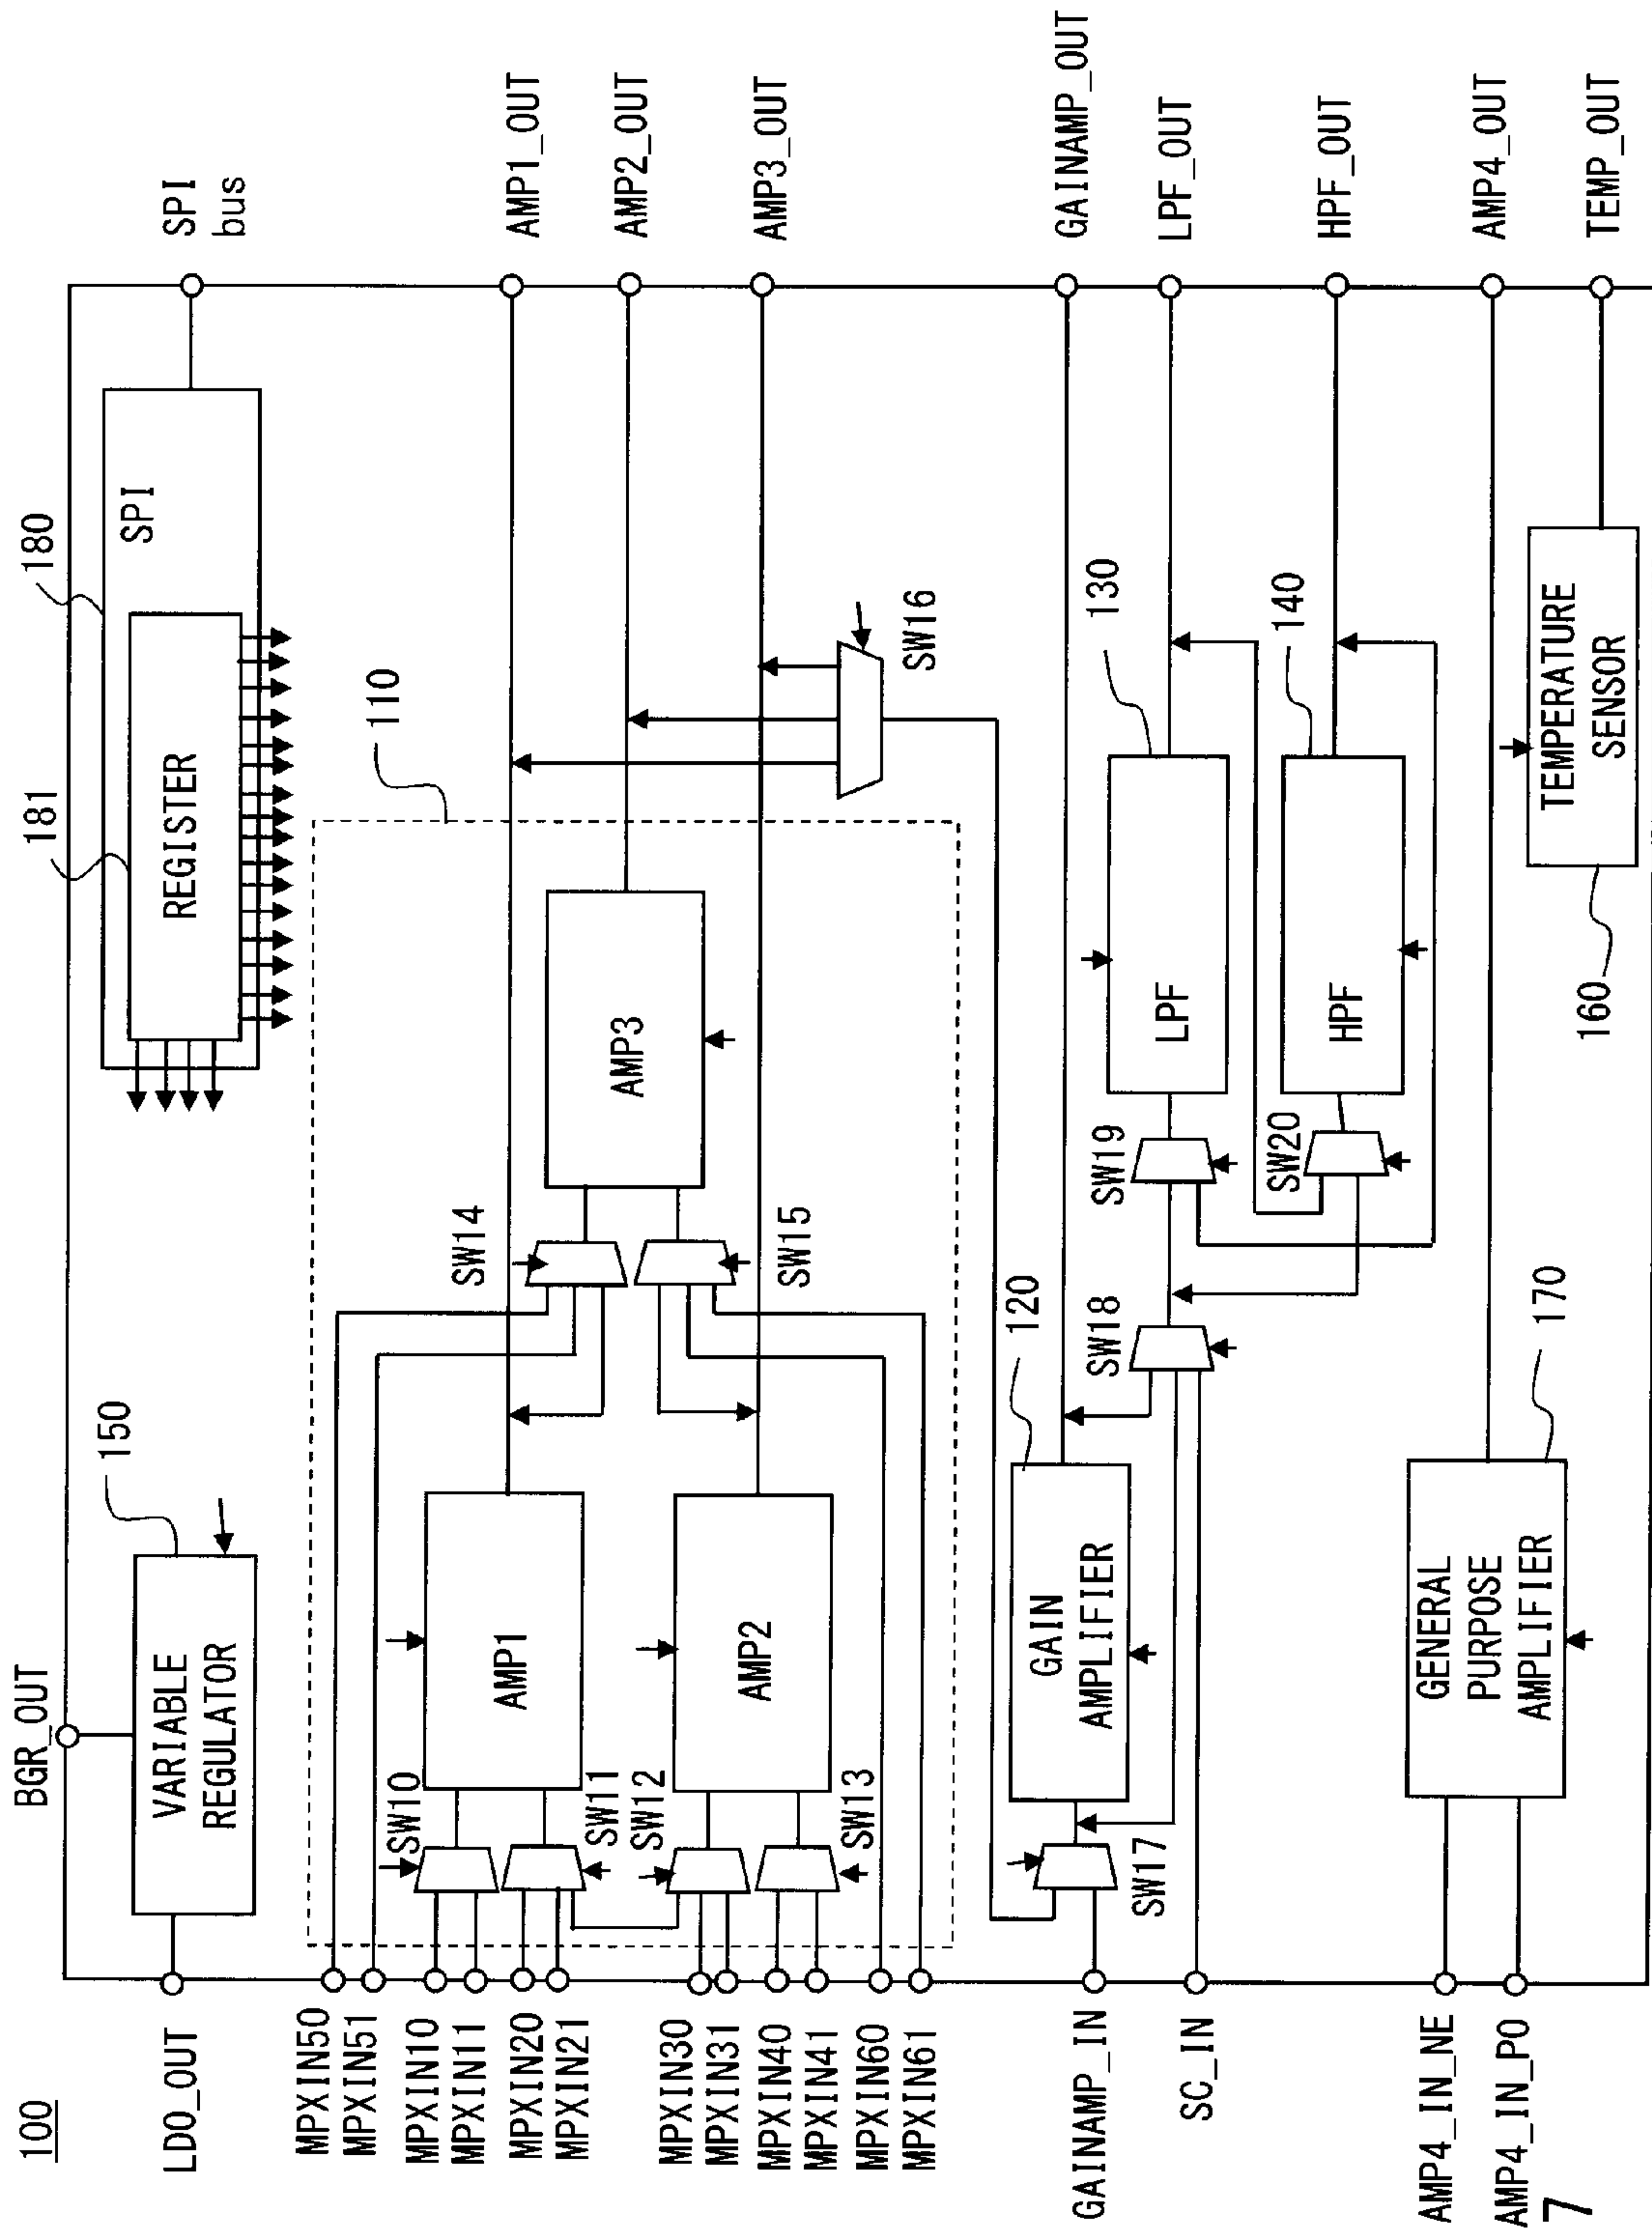 100
BGR_OUT
150
VARIABLE
REGULATOR
LDO_OUT
181
REGISTER
180
SPI
SPI
bus
110
MPXIN50
MPXIN51
MPXIN10
MPXIN11
MPXIN20
MPXIN21
MPXIN30
MPXIN31
MPXIN40
MPXIN41
MPXIN60
MPXIN61
SW10
SW11
SW12
SW13
AMP1
AMP2
SW14
SW15
AMP3
SW16
AMP1_OUT
AMP2_OUT
AMP3_OUT
GAINAMP_IN
SC_IN
SW17
120
GAIN
AMPLIFIER
SW18
SW19
SW20
130
LPF
140
HPF
GAINAMP_OUT
LPF_OUT
HPF_OUT
AMP4_IN_NE
AMP4_IN_PO
170
GENERAL
PURPOSE
AMPLIFIER
AMP4_OUT
160
TEMPERATURE
SENSOR
TEMP_OUT
7